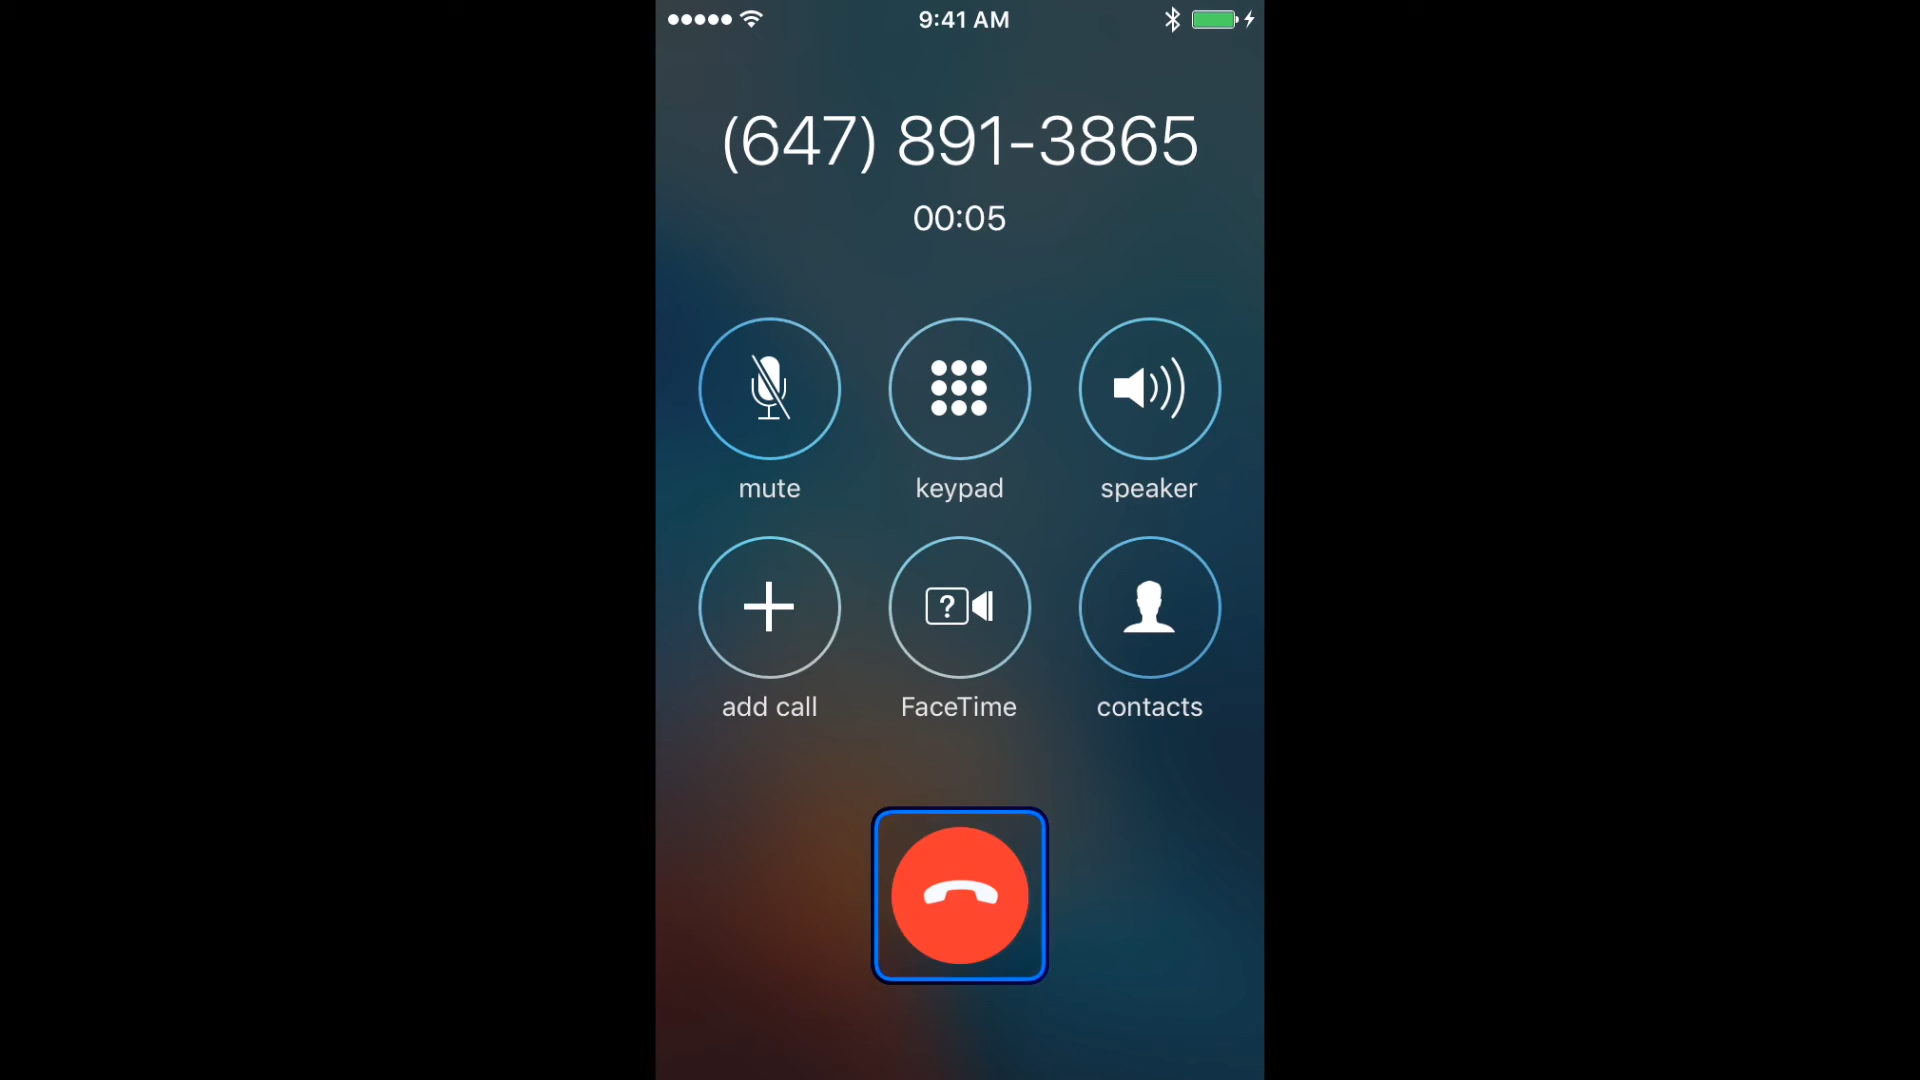 9:41 AM
(647) 891-3865
00:05
mute
keypad
speaker
?
add call
FaceTime
contacts